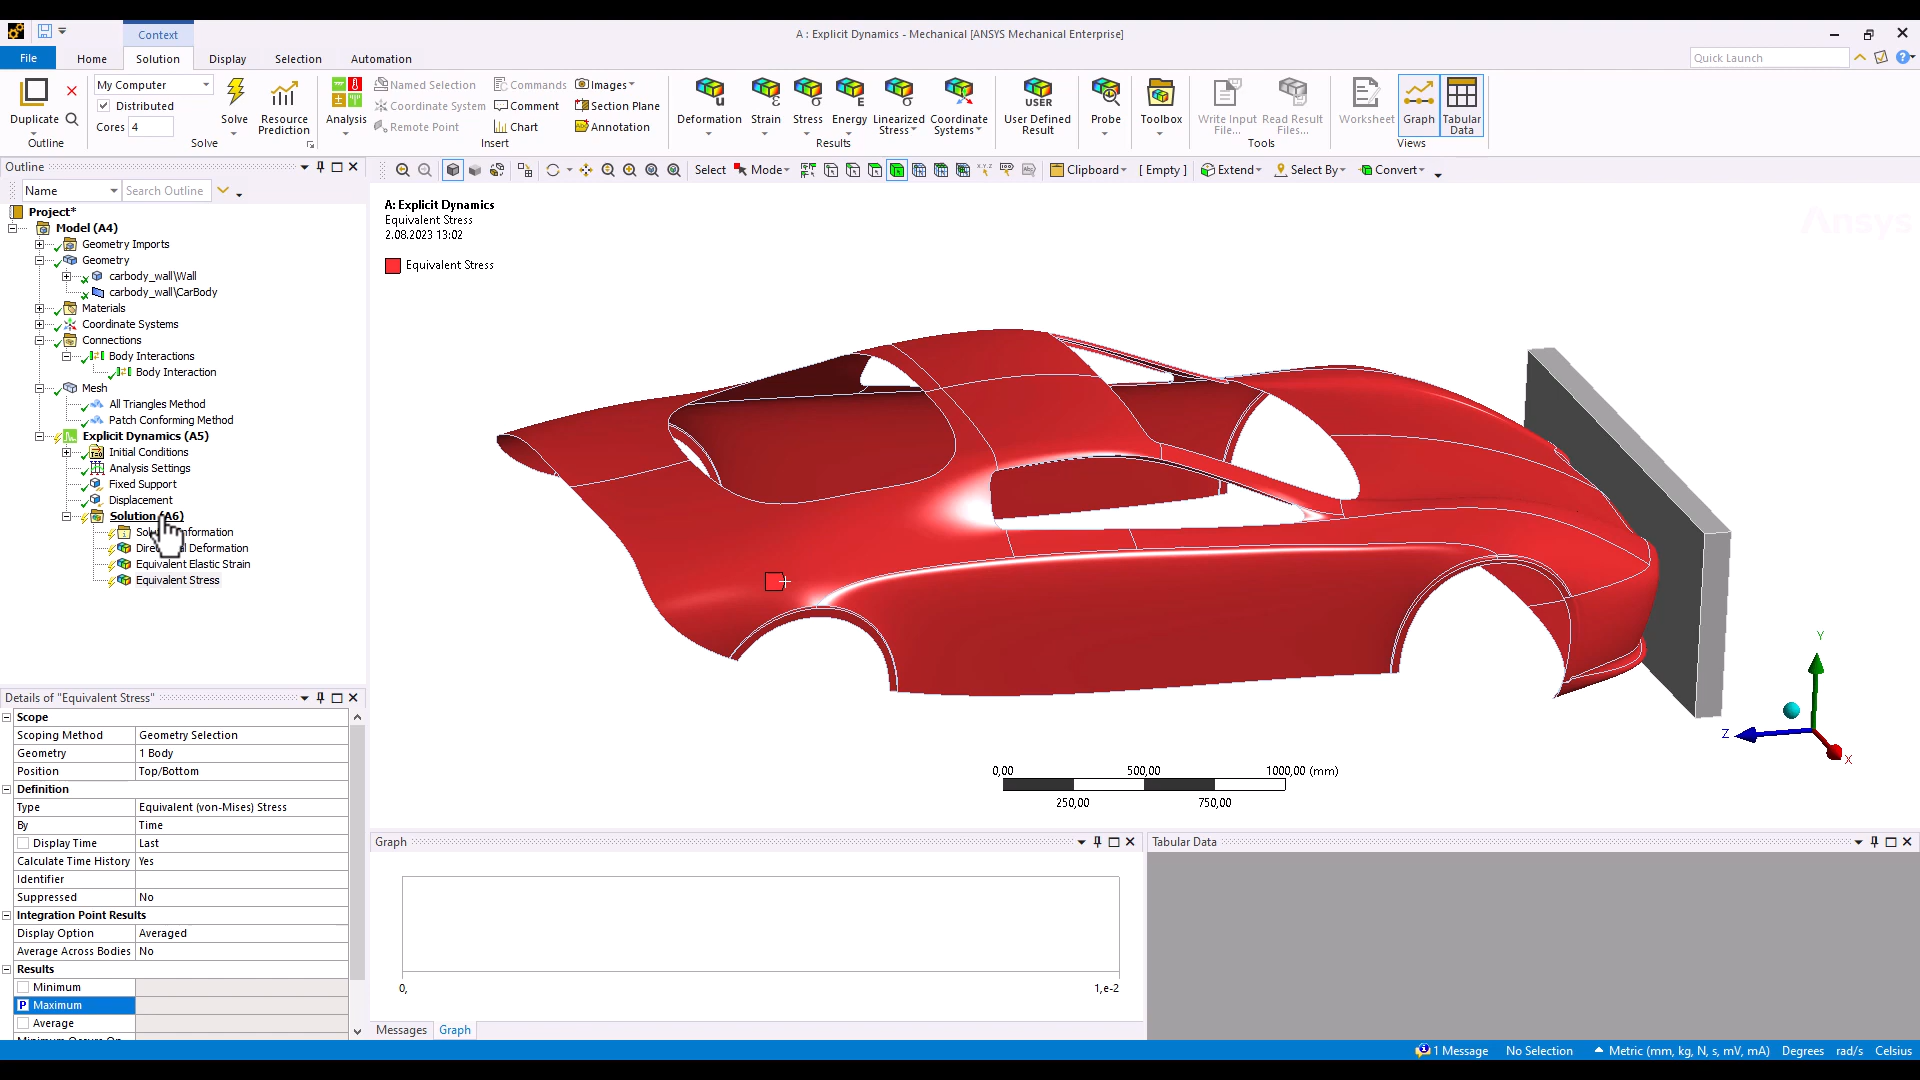 Context
A : Explicit Dynamics - Mechanical [ANSYS Mechanical Enterprise]
File Home Solution Display Selection Automation
Quick Launch
My Computer
Distributed
Cores 4
Duplicate
Outline
Solve
Resource Prediction
Solve
Analysis
Named Selection
Coordinate System
Remote Point
Commands
Comment
Chart
Images
Section Plane
Annotation
Insert
Deformation
Strain
Stress
Energy
Linearized Stress
Coordinate Systems
Results
USER
User Defined Result
Probe
Toolbox
Write Input File...
Read Result Files...
Tools
Worksheet
Graph
Tabular Data
Views
Outline
Select Mode Clipboard [ Empty ] Extend Select By Convert
Name Search Outline
Project*
Model (A4)
Geometry Imports
Geometry
carbody_wall\Wall
carbody_wall\CarBody
Materials
Coordinate Systems
Connections
Body Interactions
Body Interaction
Mesh
All Triangles Method
Patch Conforming Method
Explicit Dynamics (A5)
Initial Conditions
Analysis Settings
Fixed Support
Displacement
Solution (A6)
Equivalent Elastic Strain
Equivalent Stress
A: Explicit Dynamics
Equivalent Stress
2.08.2023 13:02
Equivalent Stress
Ansys
Y
Z
X
0,00 500,00 1000,00 (mm)
250,00 750,00
Details of "Equivalent Stress"
Scope
Scoping Method Geometry Selection
Geometry 1 Body
Position Top/Bottom
Definition
Type Equivalent (von-Mises) Stress
By Time
Display Time Last
Calculate Time History Yes
Identifier
Suppressed No
Integration Point Results
Display Option Averaged
Average Across Bodies No
Results
Minimum
P Maximum
Average
Graph
0,
1,e-2
Messages Graph
Tabular Data
1 Message No Selection Metric (mm, kg, N, s, mV, mA) Degrees rad/s Celsius